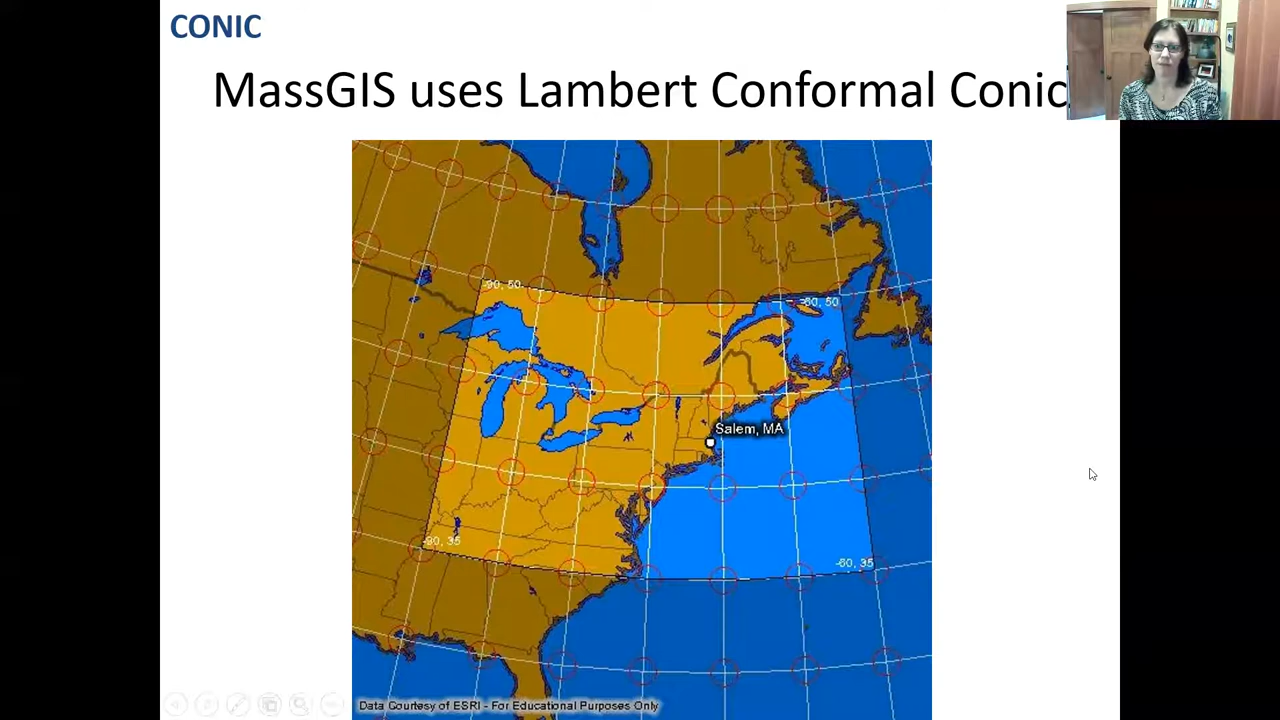 CONIC
MassGIS uses Lambert Conformal Conic
-90, 50
-60, 50
Salem, MA
-90, 35
-60, 35
Data Courtesy of ESRI - For Educational Purposes Only